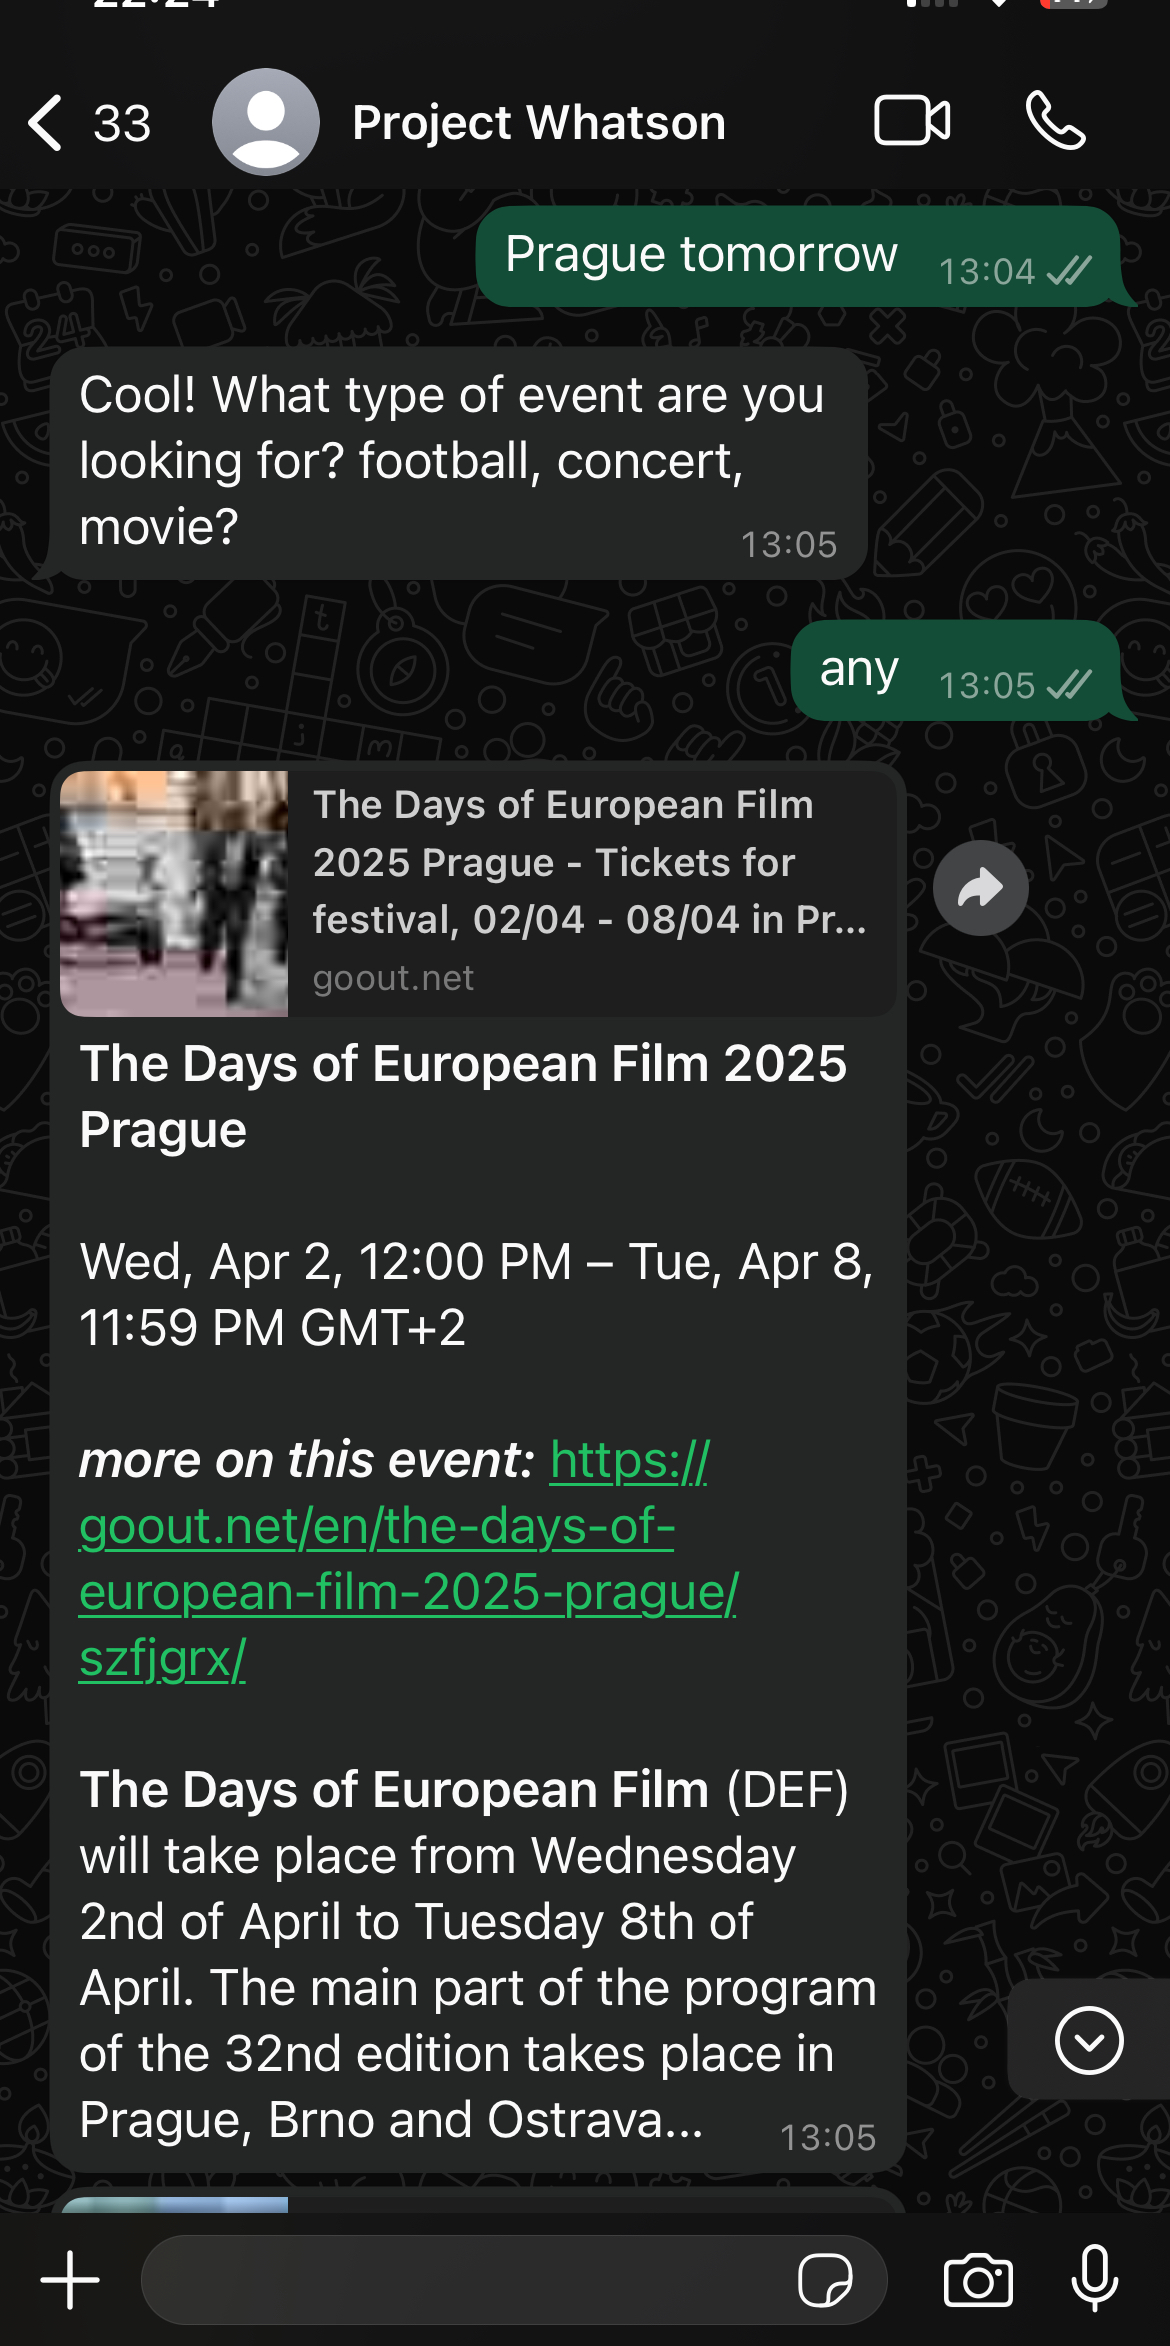 33 Project Whatson
Prague tomorrow 13:04
Cool! What type of event are you
looking for? football, concert,
movie? 13:05
any 13:05
The Days of European Film
2025 Prague - Tickets for
festival, 02/04 - 08/04 in Pr...
goout.net
The Days of European Film 2025
Prague
Wed, Apr 2, 12:00 PM – Tue, Apr 8,
11:59 PM GMT+2
more on this event: https://
goout.net/en/the-days-of-
european-film-2025-prague/
szfjgrx/
The Days of European Film (DEF)
will take place from Wednesday
2nd of April to Tuesday 8th of
April. The main part of the program
of the 32nd edition takes place in
Prague, Brno and Ostrava... 13:05